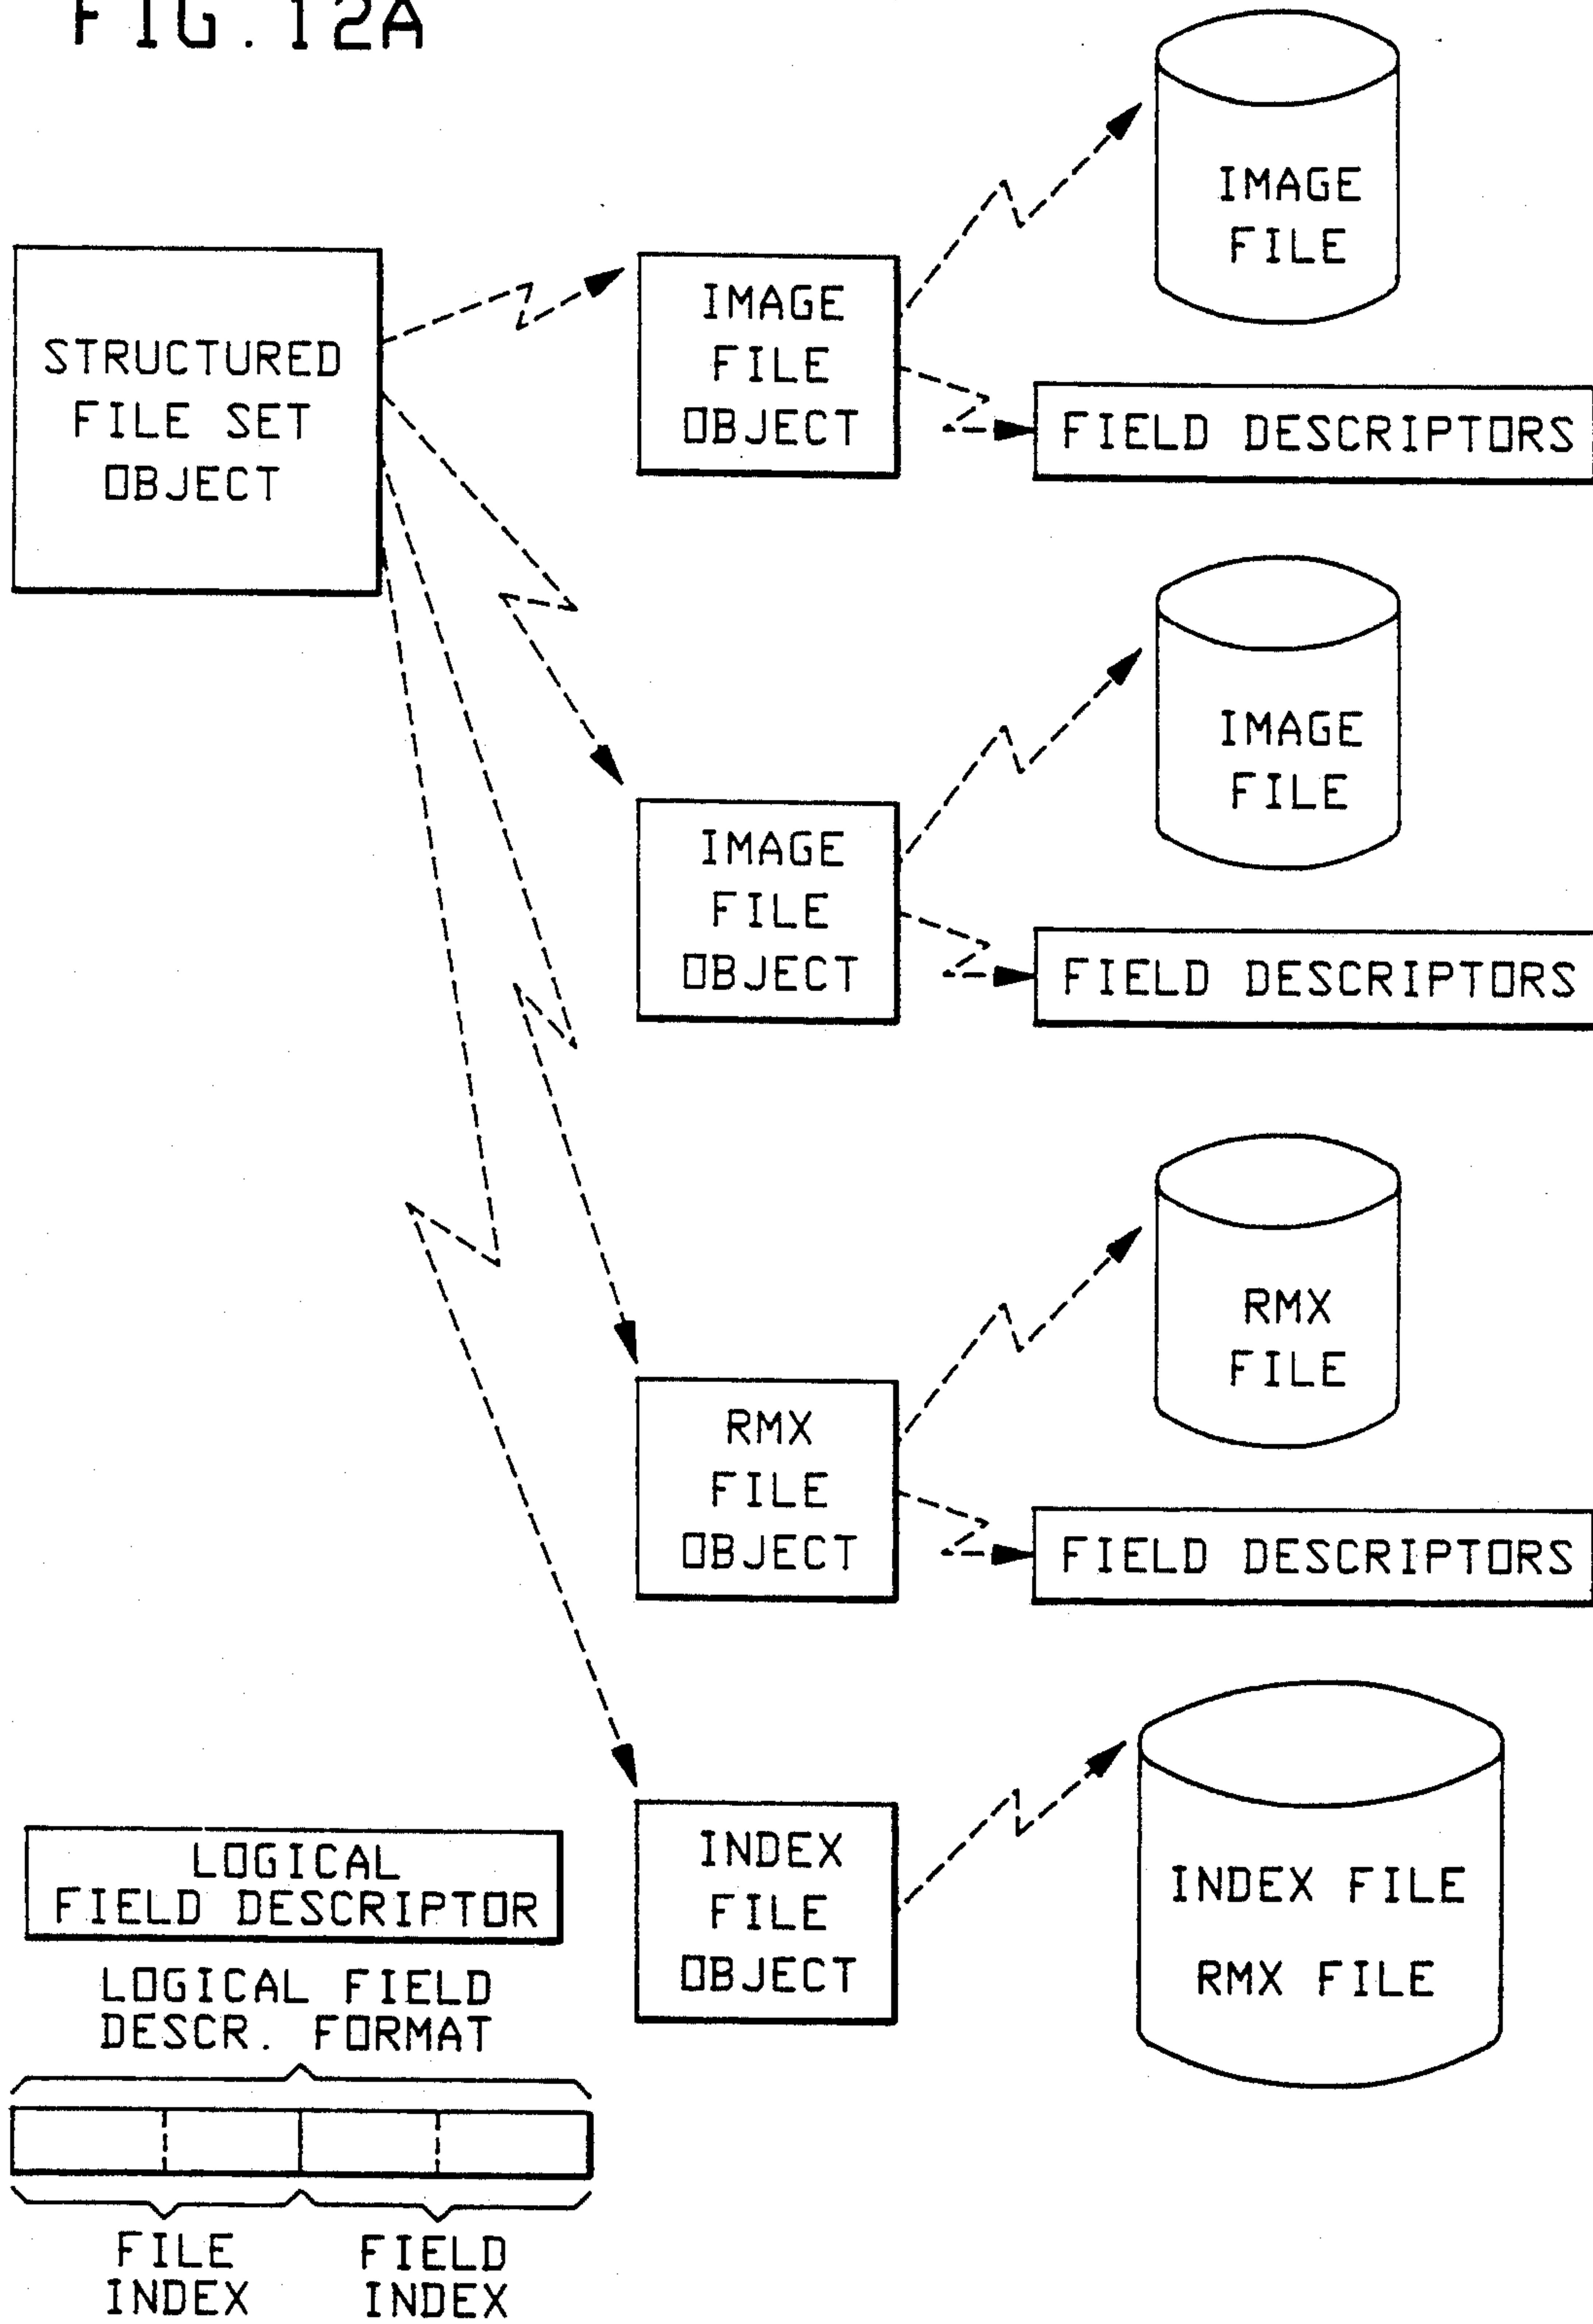 FIG. 12A
STRUCTURED
FILE SET
OBJECT
IMAGE
FILE
OBJECT
IMAGE
FILE
FIELD DESCRIPTORS
IMAGE
FILE
OBJECT
IMAGE
FILE
FIELD DESCRIPTORS
RMX
FILE
OBJECT
RMX
FILE
FIELD DESCRIPTORS
INDEX
FILE
OBJECT
INDEX FILE
RMX FILE
LOGICAL
FIELD DESCRIPTOR
LOGICAL FIELD
DESCR. FORMAT
FILE
INDEX
FIELD
INDEX